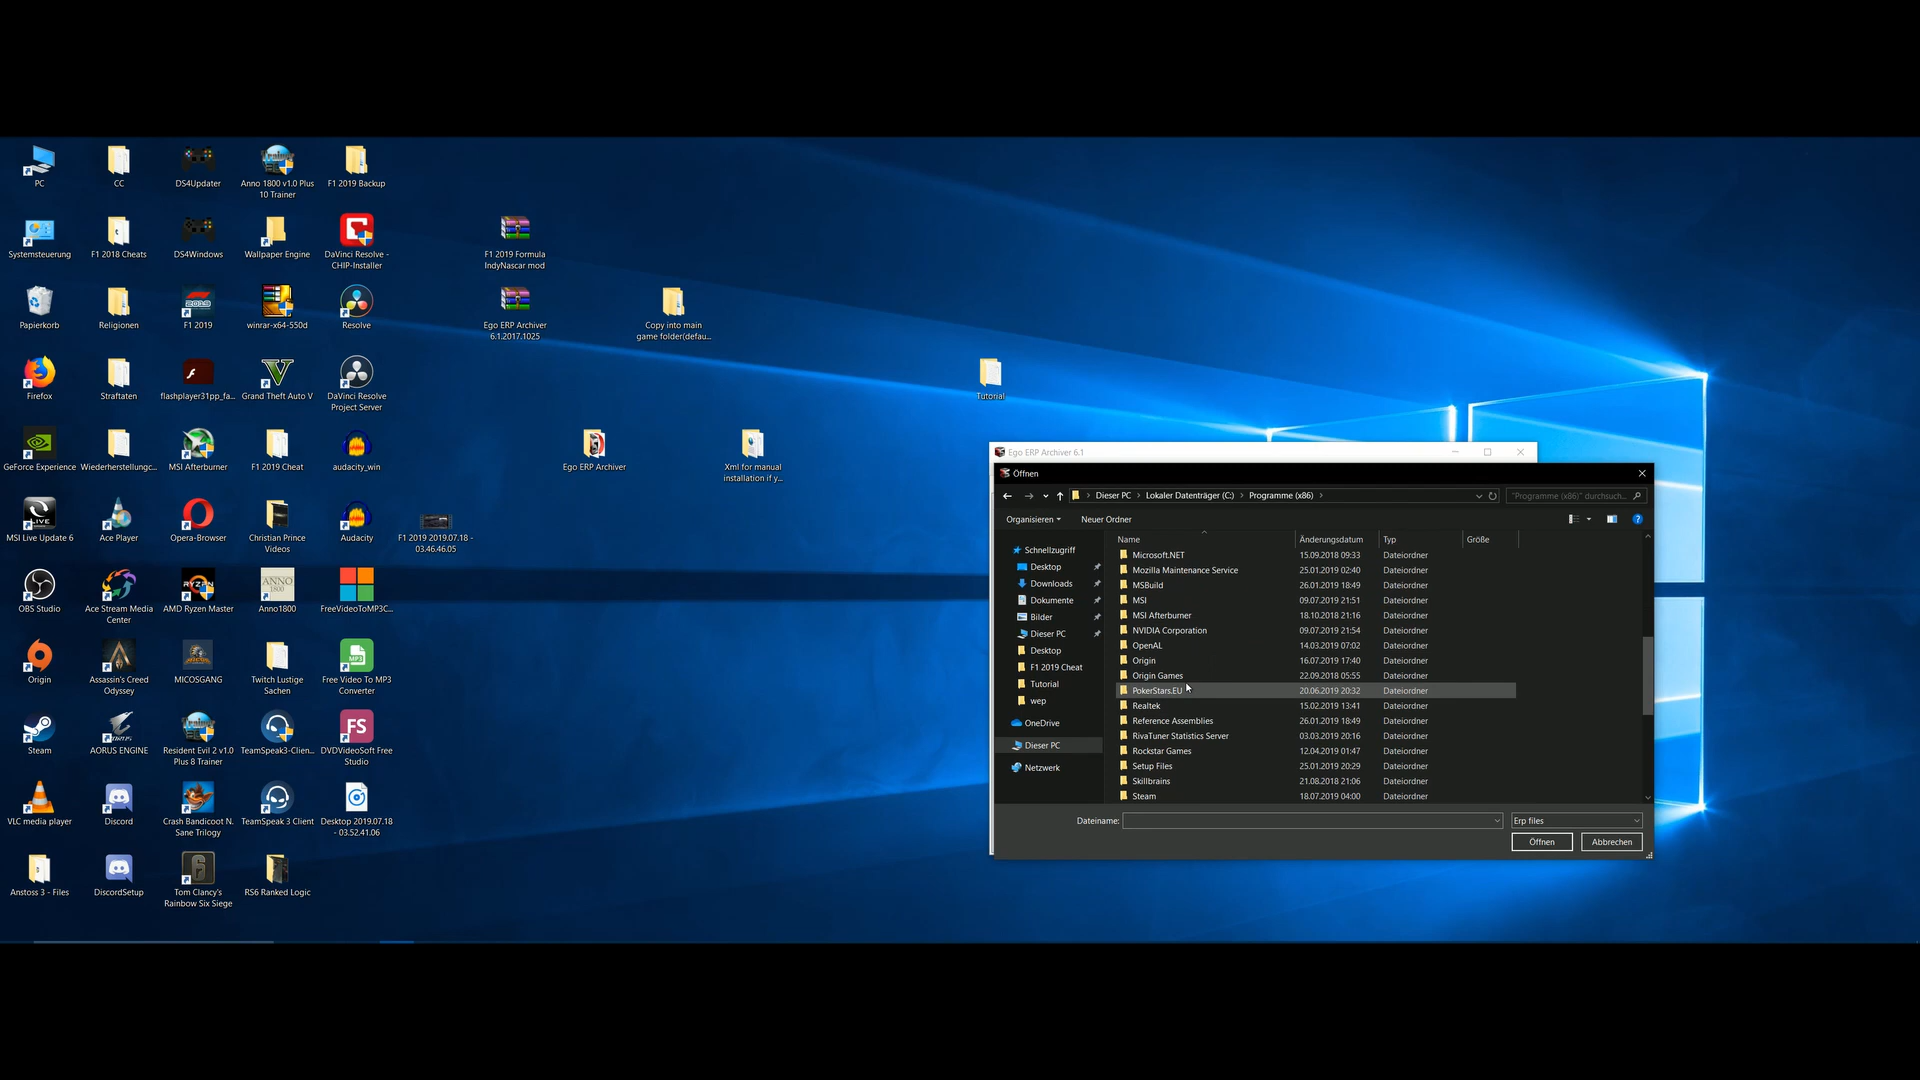 PC
CC
DS4Updater
Anno 1800 v1.0 Plus
10 Trainer
F1 2019 Backup
Systemsteuerung
F1 2018 Cheats
DS4Windows
Wallpaper Engine
DaVinci Resolve -
CHIP-Installer
F1 2019 Formula
IndyNascar mod
Papierkorb
Religionen
F1 2019
winrar-x64-550d
Resolve
Ego ERP Archiver
6.1.2017.1025
Copy into main
game folder(defau...
Firefox
Straftaten
flashplayer31pp_fa...
Grand Theft Auto V
DaVinci Resolve
Project Server
Tutorial
GeForce Experience
Wiederherstellungc...
MSI Afterburner
F1 2019 Cheat
audacity_win
Ego ERP Archiver
Xml for manual
installation if y...
LIVE
MSI Live Update 6
Ace Player
Opera-Browser
Christian Prince
Videos
Audacity
F1 2019 2019.07.18 -
03.46.46.05
OBS Studio
Ace Stream Media
Center
RYZEN
AMD Ryzen Master
ANNO
1800
Anno1800
FreeVideoToMP3C...
Origin
Assassin's Creed
Odyssey
MICOSGANG
Twitch Lustige
Sachen
MP3
Free Video To MP3
Converter
Steam
AORUS ENGINE
Resident Evil 2 v1.0
Plus 8 Trainer
TeamSpeak3-Clien...
FS
DVDVideoSoft Free
Studio
VLC media player
Discord
Crash Bandicoot N.
Sane Trilogy
TeamSpeak 3 Client
Desktop 2019.07.18
- 03.52.41.06
Anstoss 3 - Files
DiscordSetup
Tom Clancy's
Rainbow Six Siege
RS6 Ranked Logic
Ego ERP Archiver 6.1
Öffnen
Dieser PC > Lokaler Datenträger (C:) > Programme (x86) >
"Programme (x86)" durchsuch...
Organisieren
Neuer Ordner
Schnellzugriff
Desktop
Downloads
Dokumente
Bilder
Dieser PC
Desktop
F1 2019 Cheat
Tutorial
wep
OneDrive
Dieser PC
Netzwerk
Name Änderungsdatum Typ Größe
Microsoft.NET 15.09.2018 09:33 Dateiordner
Mozilla Maintenance Service 25.01.2019 02:40 Dateiordner
MSBuild 26.01.2019 18:49 Dateiordner
MSI 09.07.2019 21:51 Dateiordner
MSI Afterburner 18.10.2018 21:16 Dateiordner
NVIDIA Corporation 09.07.2019 21:54 Dateiordner
OpenAL 14.03.2019 07:02 Dateiordner
Origin 16.07.2019 17:40 Dateiordner
Origin Games 22.09.2018 05:55 Dateiordner
PokerStars.EU 20.06.2019 20:32 Dateiordner
Realtek 15.02.2019 13:41 Dateiordner
Reference Assemblies 26.01.2019 18:49 Dateiordner
RivaTuner Statistics Server 03.03.2019 20:16 Dateiordner
Rockstar Games 12.04.2019 01:47 Dateiordner
Setup Files 25.01.2019 20:29 Dateiordner
Skillbrains 21.08.2018 21:06 Dateiordner
Steam 18.07.2019 04:00 Dateiordner
Dateiname:
Erp files
Öffnen
Abbrechen